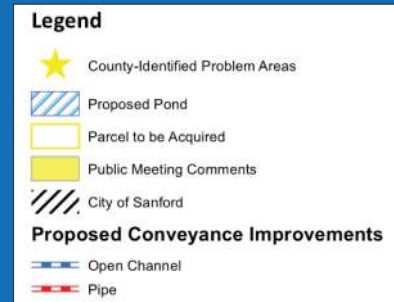 Legend
County-Identified Problem Areas
Proposed Pond
Parcel to be Acquired
Public Meeting Comments
City of Sanford
Proposed Conveyance Improvements
Open Channel
Pipe